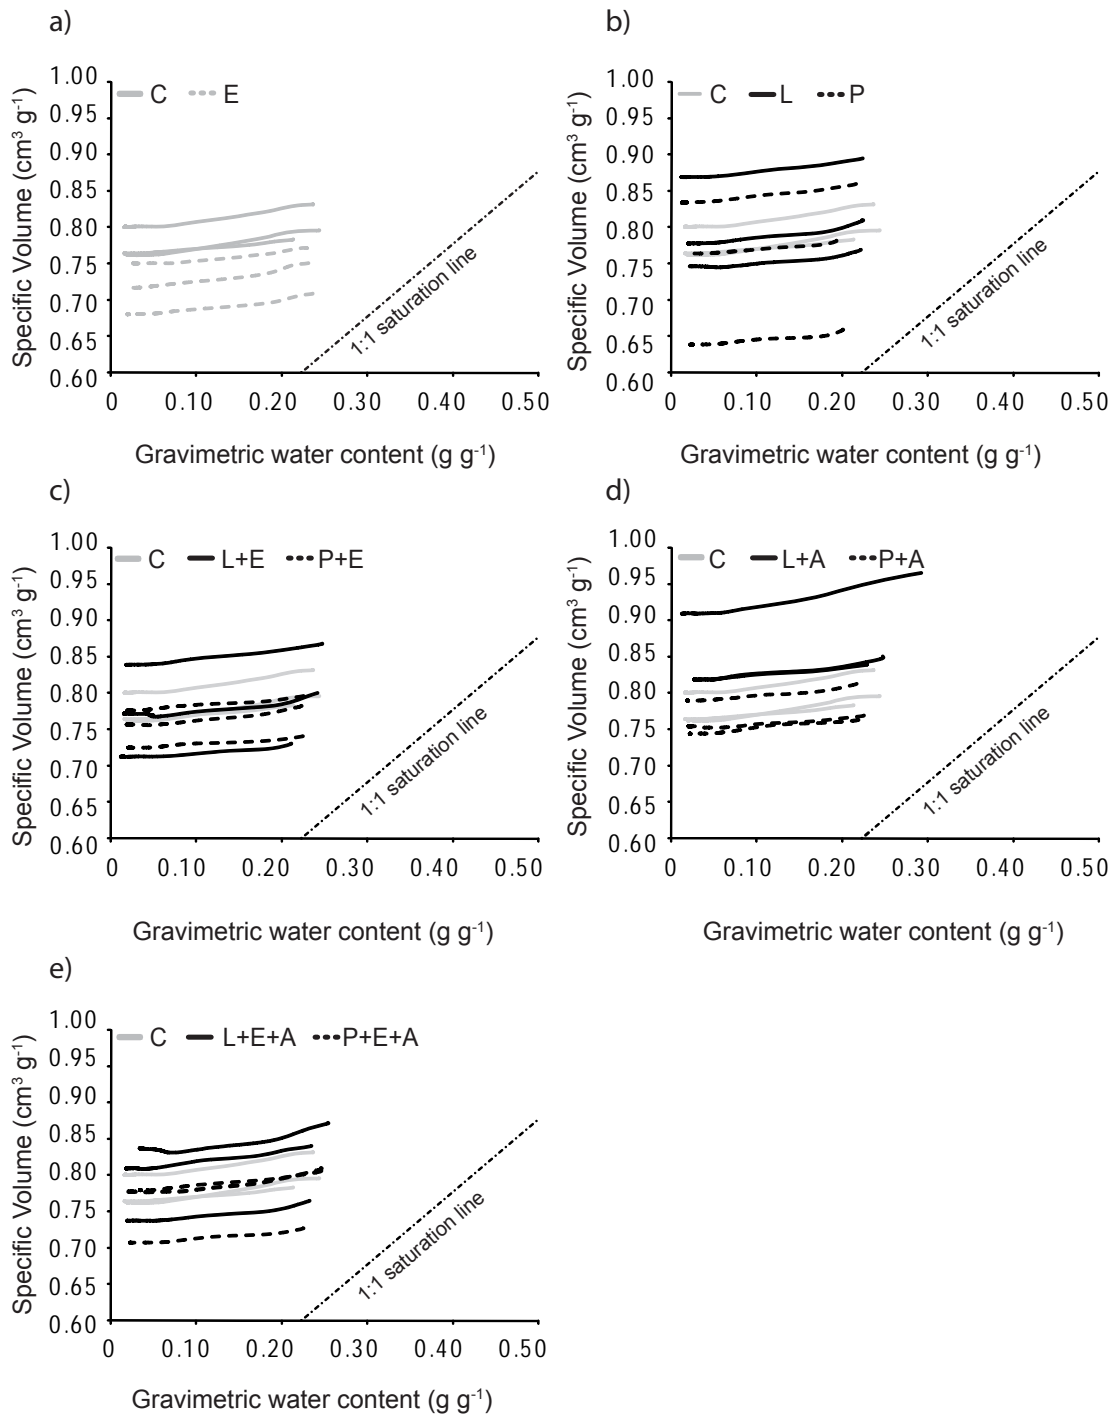 a)
Specific Volume (cm³ g⁻¹)
1.00
0.95
0.90
0.85
0.80
0.75
0.70
0.65
0.60
C E
1:1 saturation line
0 0.10 0.20 0.30 0.40 0.50
Gravimetric water content (g g⁻¹)
b)
Specific Volume (cm³ g⁻¹)
1.00
0.95
0.90
0.85
0.80
0.75
0.70
0.65
0.60
C L P
1:1 saturation line
0 0.10 0.20 0.30 0.40 0.50
Gravimetric water content (g g⁻¹)
c)
Specific Volume (cm³ g⁻¹)
1.00
0.95
0.90
0.85
0.80
0.75
0.70
0.65
0.60
C L+E P+E
1:1 saturation line
0 0.10 0.20 0.30 0.40 0.50
Gravimetric water content (g g⁻¹)
d)
Specific Volume (cm³ g⁻¹)
1.00
0.95
0.90
0.85
0.80
0.75
0.70
0.65
0.60
C L+A P+A
1:1 saturation line
0 0.10 0.20 0.30 0.40 0.50
Gravimetric water content (g g⁻¹)
e)
Specific Volume (cm³ g⁻¹)
1.00
0.95
0.90
0.85
0.80
0.75
0.70
0.65
0.60
C L+E+A P+E+A
1:1 saturation line
0 0.10 0.20 0.30 0.40 0.50
Gravimetric water content (g g⁻¹)